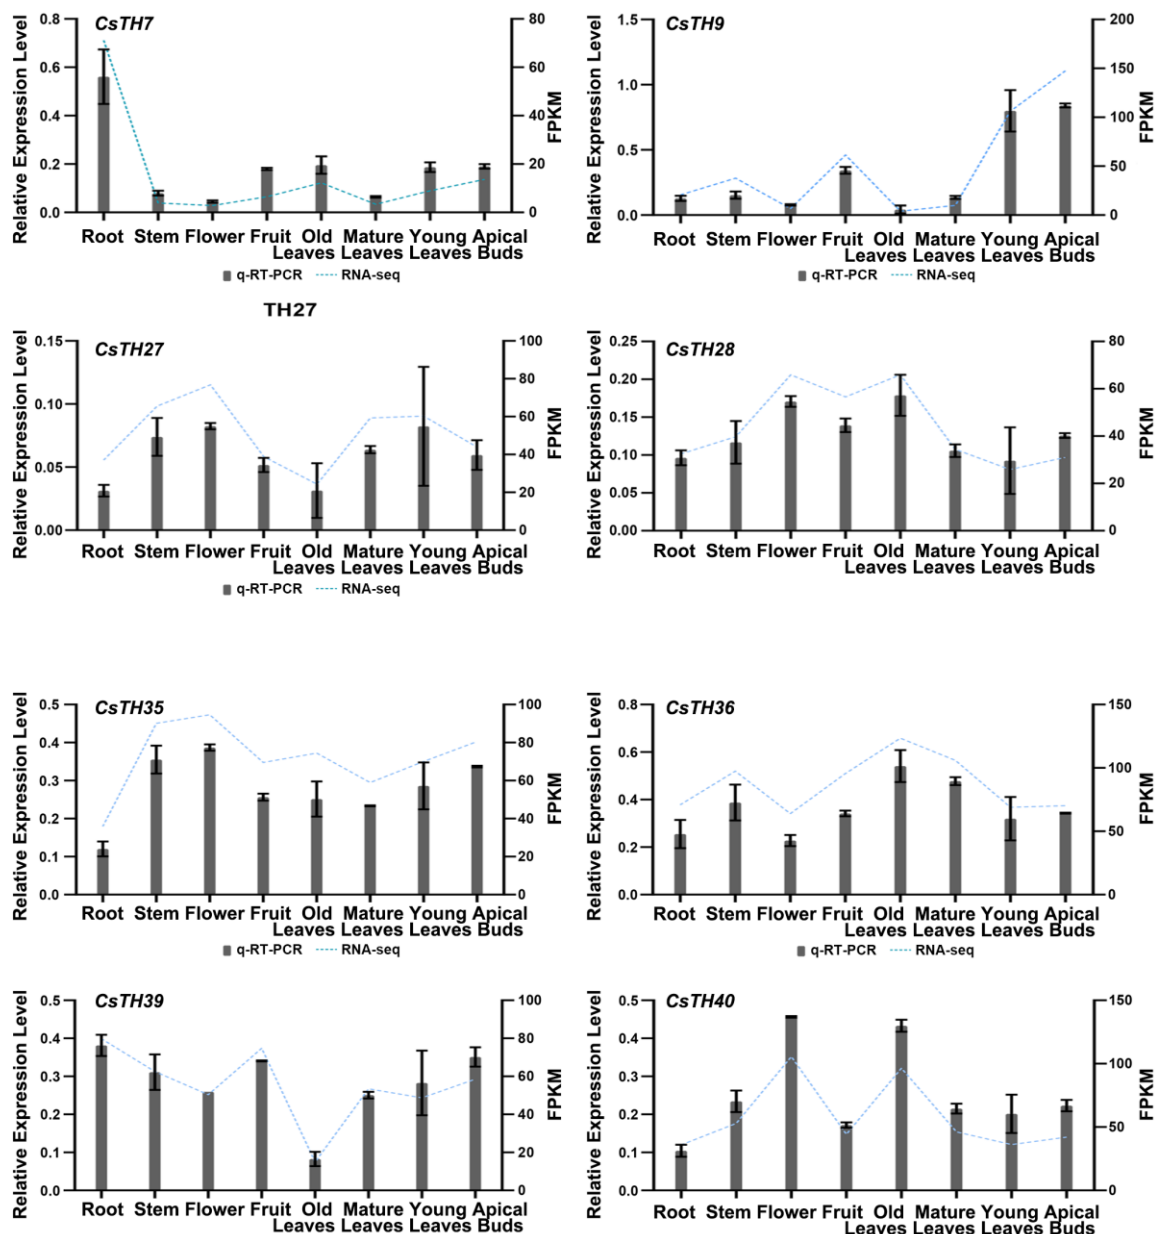 CsTH7
Relative Expression Level
0.8
0.6
0.4
0.2
0.0
80
60
40
20
0
FPKM
Root Stem Flower Fruit Old Mature Young Apical
Leaves Leaves Leaves Buds
q-RT-PCR RNA-seq
CsTH9
Relative Expression Level
1.5
1.0
0.5
0.0
200
150
100
50
0
FPKM
Root Stem Flower Fruit Old Mature Young Apical
Leaves Leaves Leaves Buds
q-RT-PCR RNA-seq
TH27
CsTH27
Relative Expression Level
0.15
0.10
0.05
0.00
100
80
60
40
20
0
FPKM
Root Stem Flower Fruit Old Mature Young Apical
Leaves Leaves Leaves Buds
q-RT-PCR RNA-seq
CsTH28
Relative Expression Level
0.25
0.20
0.15
0.10
0.05
0.00
80
60
40
20
0
FPKM
Root Stem Flower Fruit Old Mature Young Apical
Leaves Leaves Leaves Buds
CsTH35
Relative Expression Level
0.5
0.4
0.3
0.2
0.1
0.0
100
80
60
40
20
0
FPKM
Root Stem Flower Fruit Old Mature Young Apical
Leaves Leaves Leaves Buds
q-RT-PCR RNA-seq
CsTH36
Relative Expression Level
0.8
0.6
0.4
0.2
0.0
150
100
50
0
FPKM
Root Stem Flower Fruit Old Mature Young Apical
Leaves Leaves Leaves Buds
q-RT-PCR RNA-seq
CsTH39
Relative Expression Level
0.5
0.4
0.3
0.2
0.1
0.0
100
80
60
40
20
0
FPKM
Root Stem Flower Fruit Old Mature Young Apical
Leaves Leaves Leaves Buds
CsTH40
Relative Expression Level
0.5
0.4
0.3
0.2
0.1
0.0
150
100
50
0
FPKM
Root Stem Flower Fruit Old Mature Young Apical
Leaves Leaves Leaves Buds